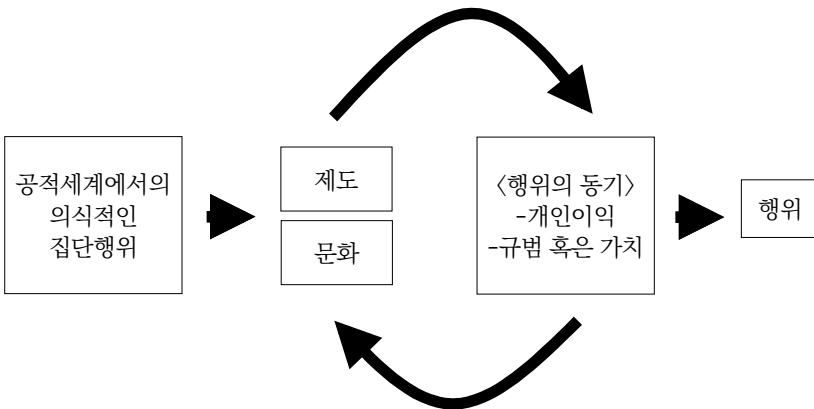 공적세계에서의
의식적인
집단행위
제도
문화
〈행위의 동기〉
-개인이익
-규범 혹은 가치
행위